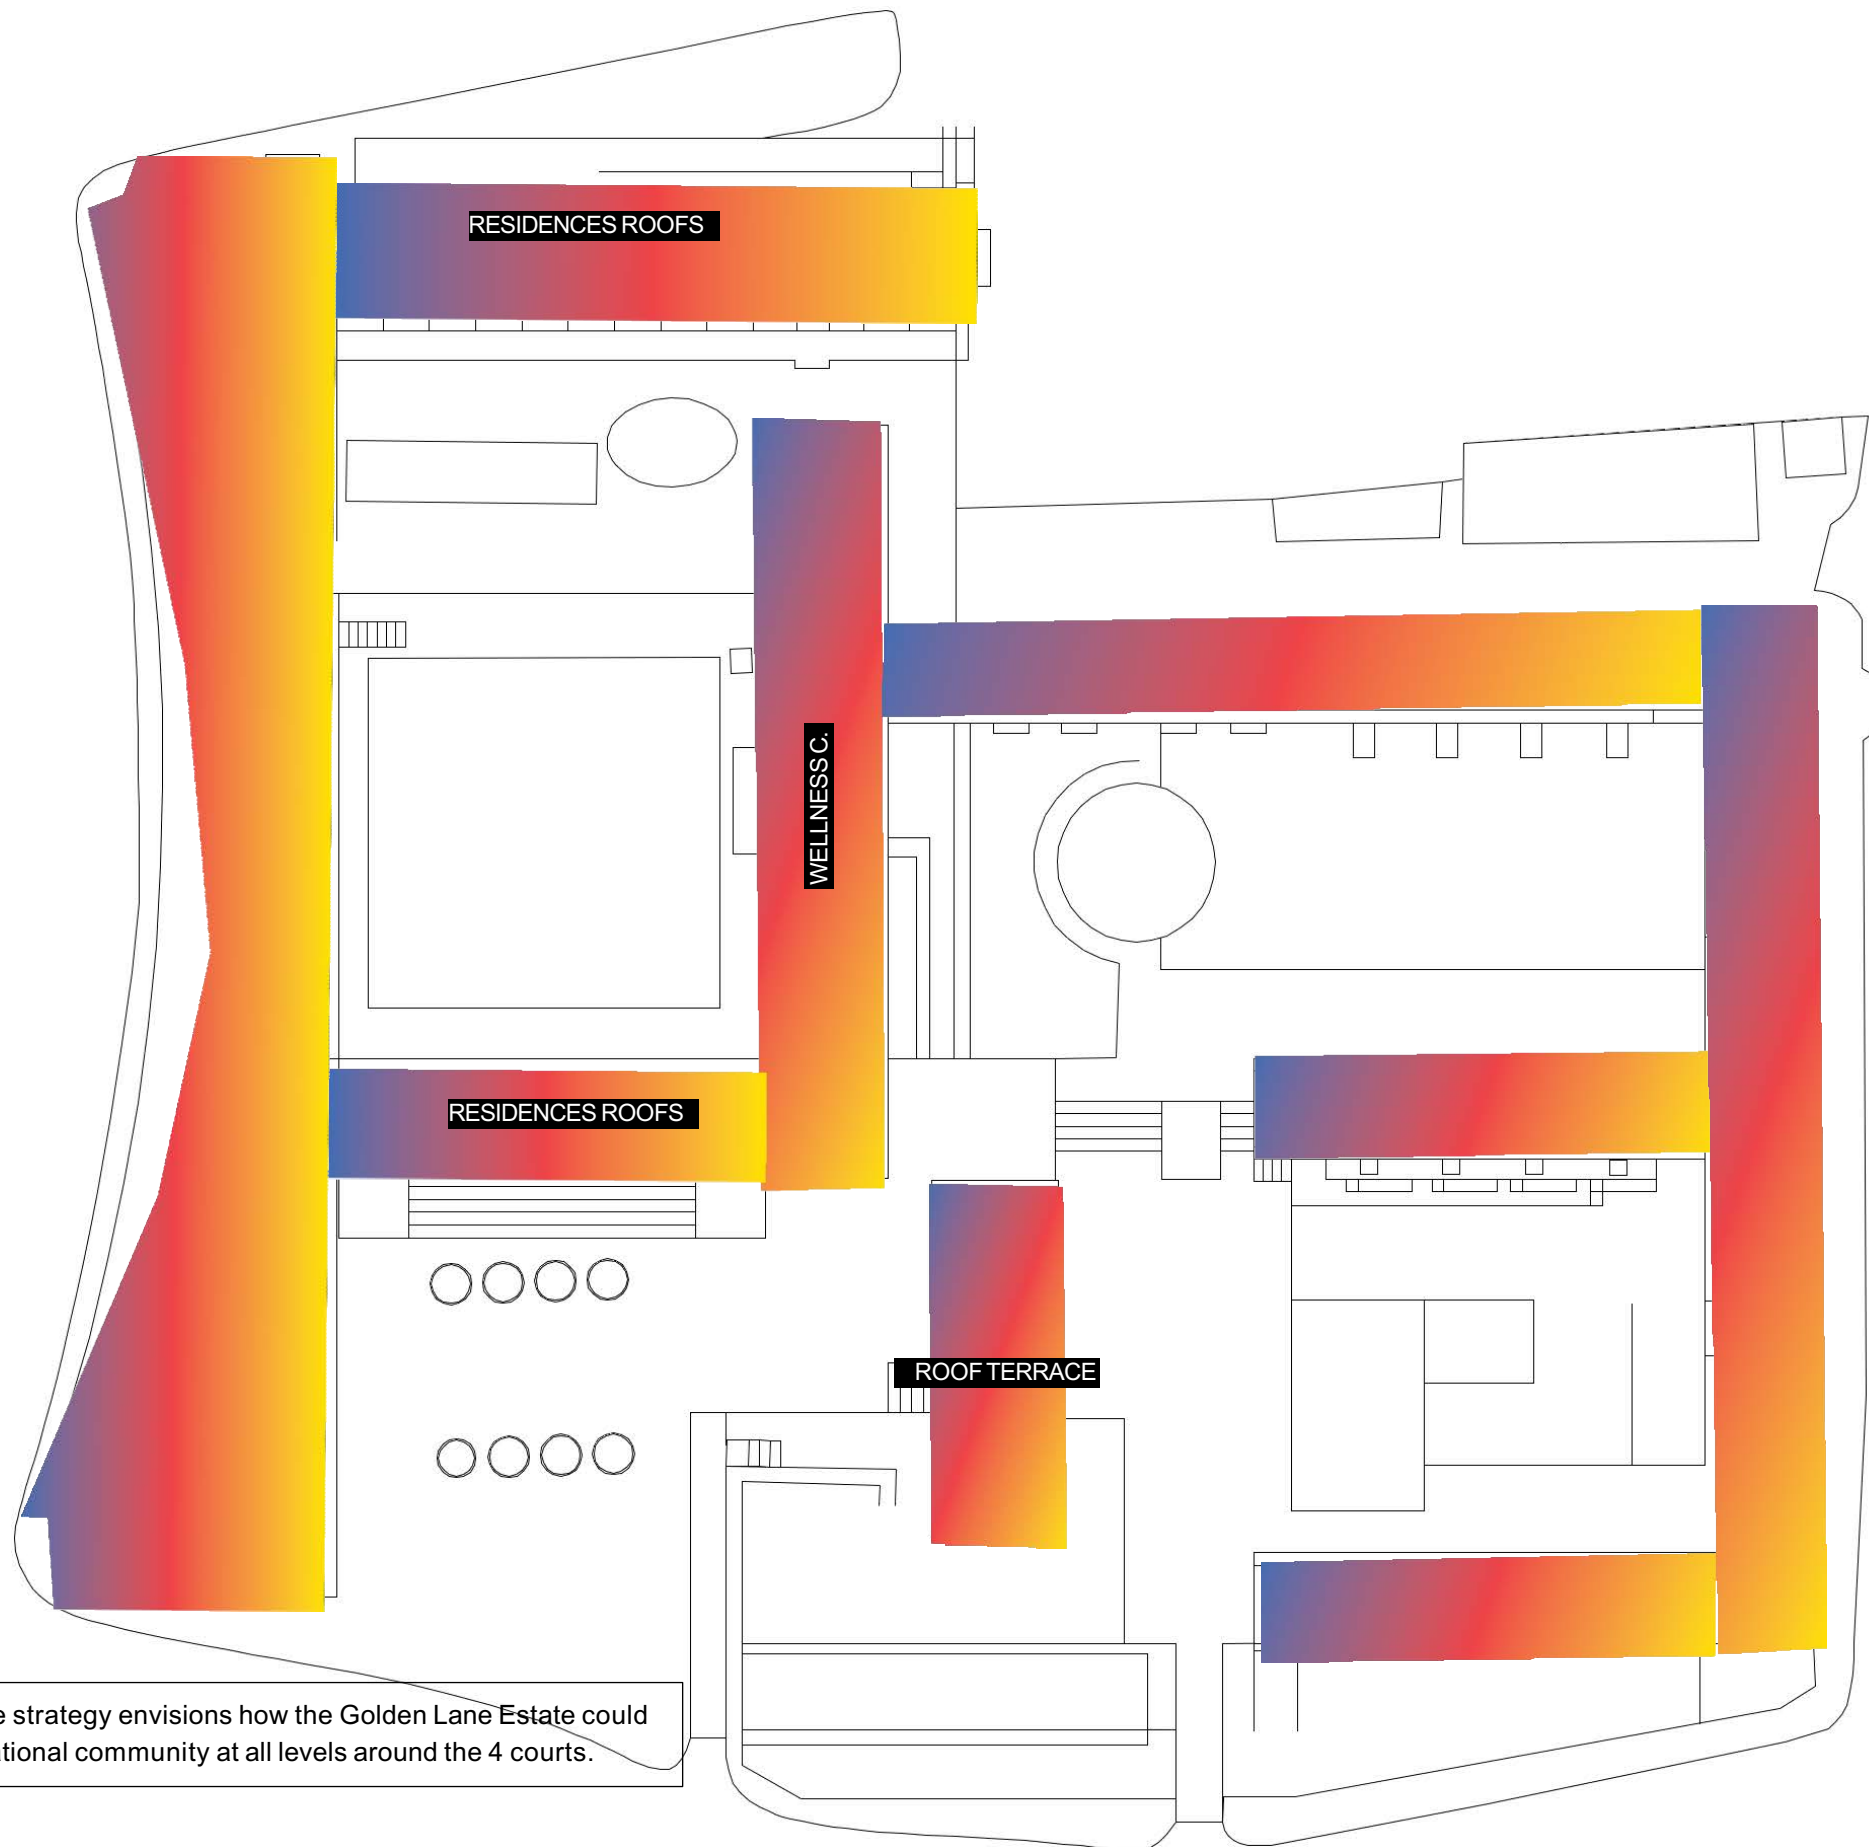 RESIDENCES ROOFS
WELLNESS C.
RESIDENCES ROOFS
ROOF TERRACE
strategy envisions how the Golden Lane Estate could
community at all levels around the 4 courts.